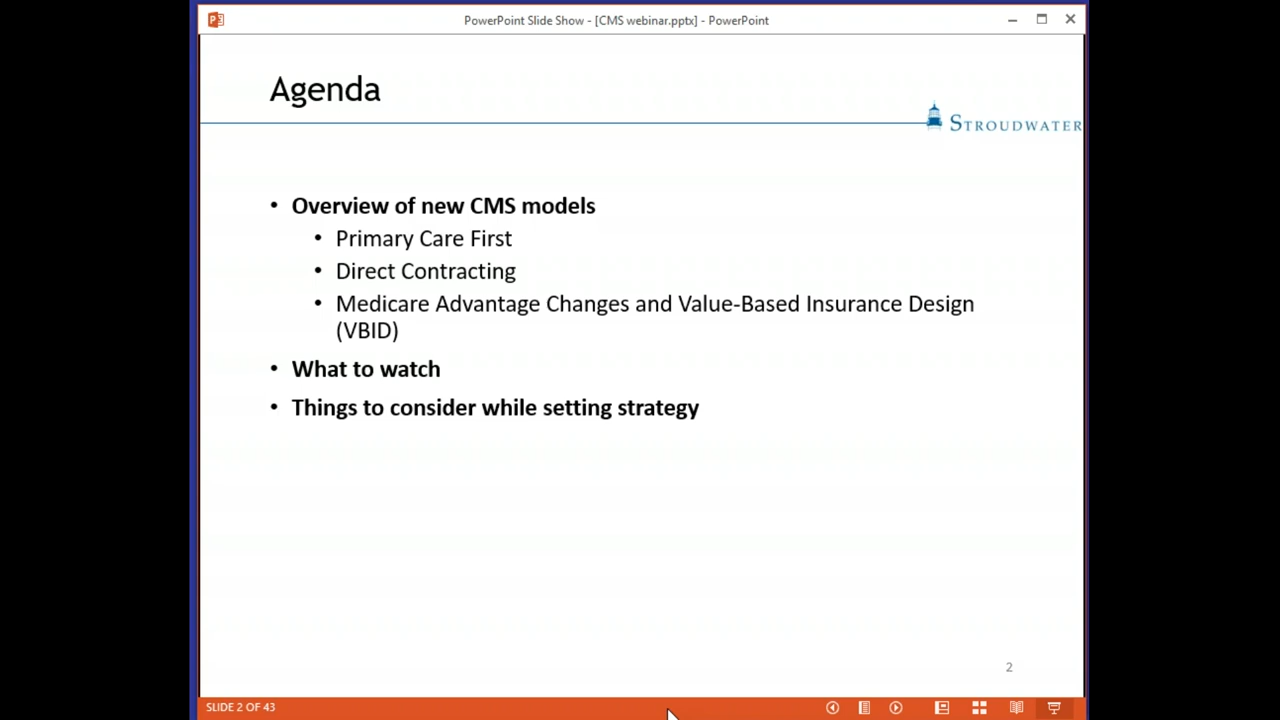 PowerPoint Slide Show - [CMS webinar.pptx] - PowerPoint
Agenda
STROUDWATER
• Overview of new CMS models
• Primary Care First
• Direct Contracting
• Medicare Advantage Changes and Value-Based Insurance Design
(VBID)
• What to watch
• Things to consider while setting strategy
2
SLIDE 2 OF 43